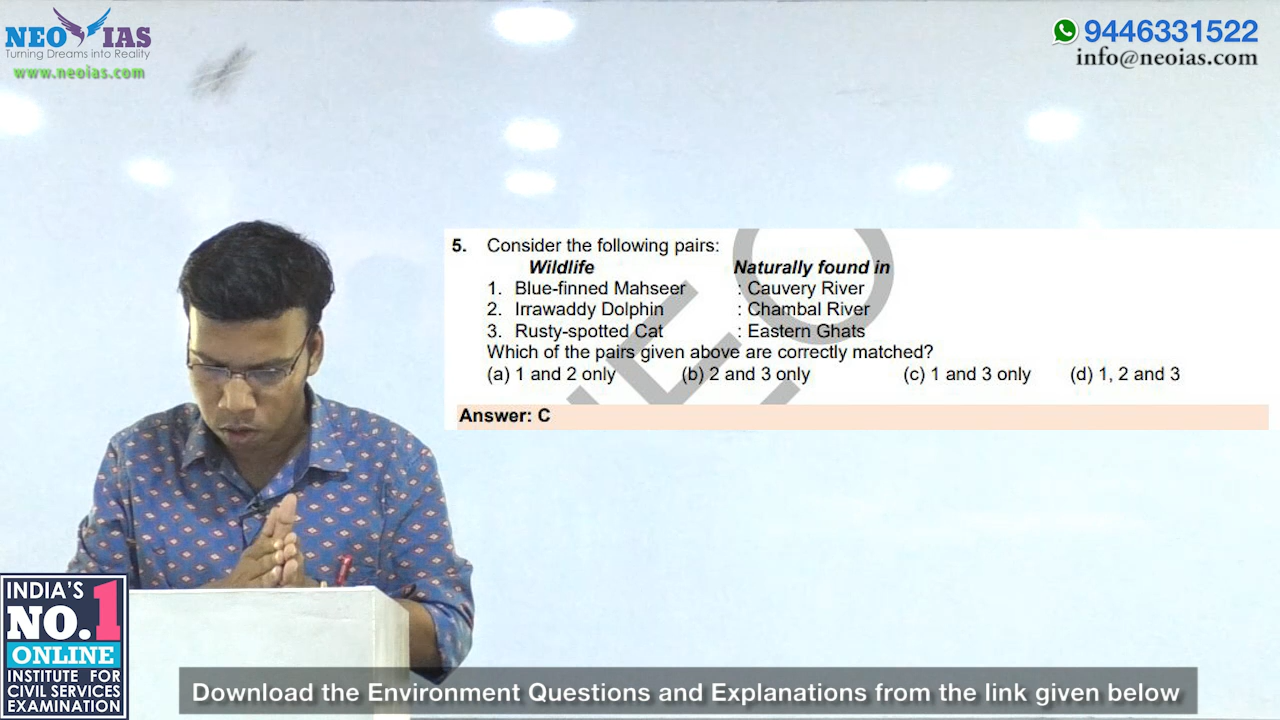 NEO IAS
Turning Dreams into Reality
www.neoias.com
9446331522
info@neoias.com
5. Consider the following pairs:
Wildlife Naturally found in
1. Blue-finned Mahseer : Cauvery River
2. Irrawaddy Dolphin : Chambal River
3. Rusty-spotted Cat : Eastern Ghats
Which of the pairs given above are correctly matched?
(a) 1 and 2 only (b) 2 and 3 only (c) 1 and 3 only (d) 1, 2 and 3
Answer: C
NEO
INDIA'S
NO.1
ONLINE
INSTITUTE FOR
CIVIL SERVICES
EXAMINATION
Download the Environment Questions and Explanations from the link given below